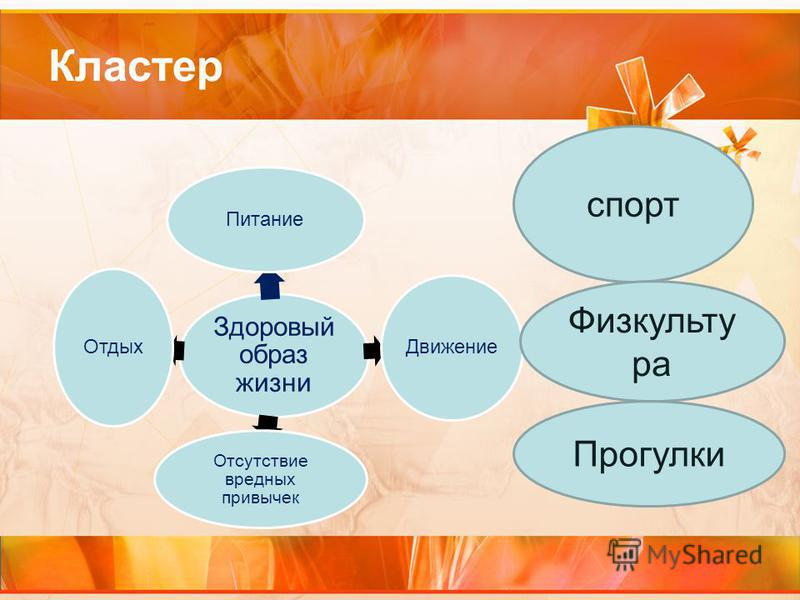 Кластер
спорт
Питание
Физкульту
ра
Здоровый
образ
жизни
Отдых
Движение
Прогулки
Отсутствие
вредных
привычек
MyShared